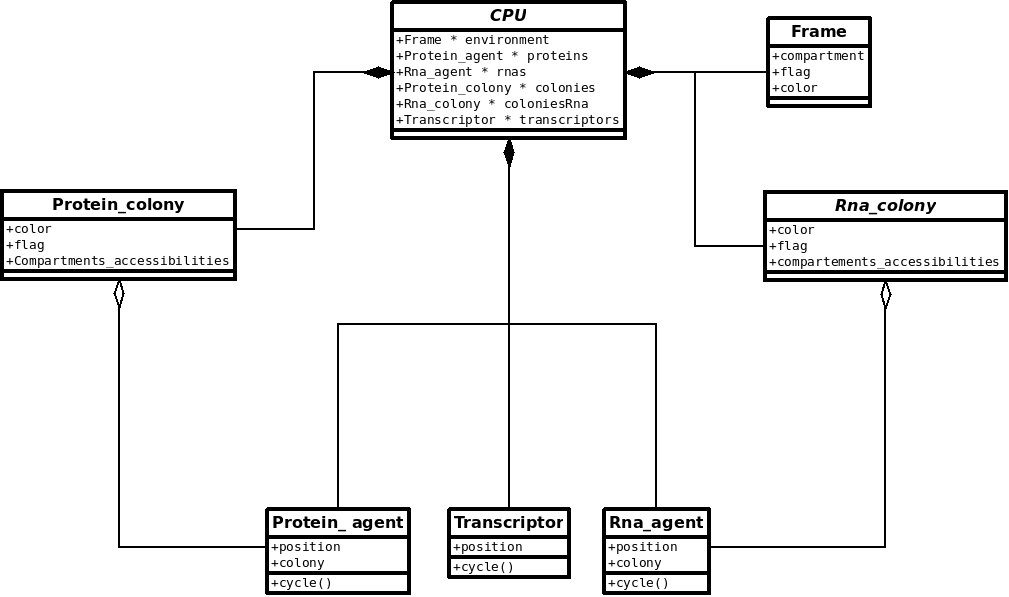 CPU
+Frame * environment
+Protein_agent * proteins
+Rna_agent * rnas
+Protein_colony * colonies
+Rna_colony * coloniesRna
+Transcriptor * transcriptors
Frame
+compartment
+flag
+color
Protein_colony
+color
+flag
+Compartments_accessibilities
Rna_colony
+color
+flag
+compartements_accessibilities
Protein_ agent
+position
+colony
+cycle()
Transcriptor
+position
+cycle()
Rna_agent
+position
+colony
+cycle()